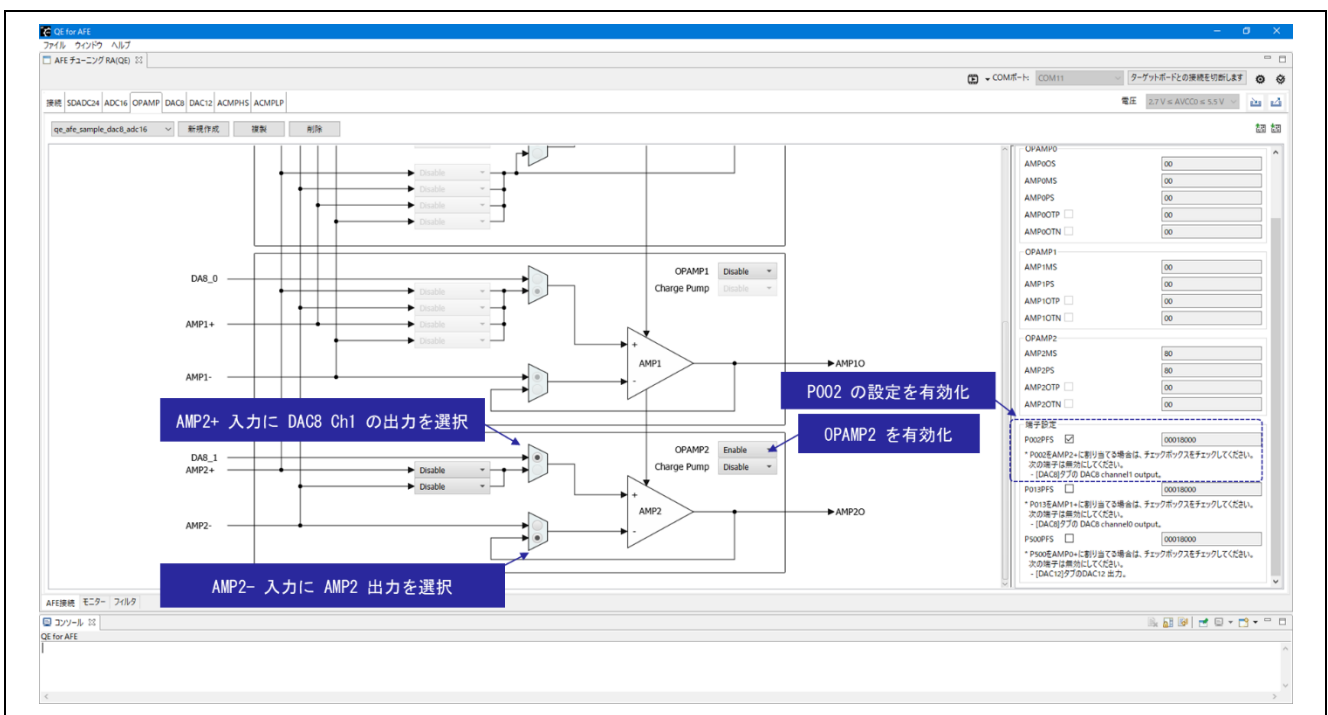 QE for AFE
ファイル ウィンドウ ヘルプ
AFE チューニング RA(QE)
COMポート: COM11 ターゲットボードとの接続を切断します
接続 SDADC24 ADC16 OPAMP DAC8 DAC12 ACMPHS ACMPLP
電圧 2.7 V ≤ AVCC0 ≤ 5.5 V
qe_afe_sample_dac8_adc16 新規作成 複製 削除
Disable
Disable
Disable
Disable
DA8_0
OPAMP1 Disable
Charge Pump Disable
Disable
Disable
AMP1+
Disable
Disable
AMP1
+
-
AMP1O
AMP1-
AMP2+ 入力に DAC8 Ch1 の出力を選択
P002 の設定を有効化
OPAMP2 を有効化
DA8_1
AMP2+
OPAMP2 Enable
Charge Pump Disable
Disable
Disable
AMP2
+
-
AMP2O
AMP2-
AMP2- 入力に AMP2 出力を選択
OPAMP0
AMP0OS 00
AMP0MS 00
AMP0PS 00
AMP0OTP 00
AMP0OTN 00
OPAMP1
AMP1MS 00
AMP1PS 00
AMP1OTP 00
AMP1OTN 00
OPAMP2
AMP2MS 80
AMP2PS 80
AMP2OTP 00
AMP2OTN 00
端子設定
P002PFS 00018000
* P002をAMP2+に割り当てる場合は、チェックボックスをチェックしてください。
次の端子は無効にしてください。
- [DAC8]タブの DAC8 channel1 output。
P013PFS 00018000
* P013をAMP1+に割り当てる場合は、チェックボックスをチェックしてください。
次の端子は無効にしてください。
- [DAC8]タブの DAC8 channel0 output。
P500PFS 00018000
* P500をAMP0+に割り当てる場合は、チェックボックスをチェックしてください。
次の端子は無効にしてください。
- [DAC12]タブのDAC12 出力。
AFE接続 モニター フィルタ
コンソール
QE for AFE